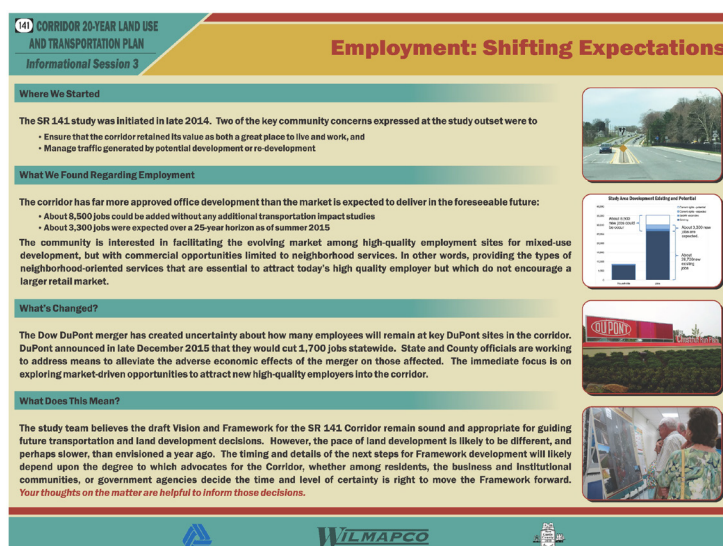 141 CORRIDOR 20-YEAR LAND USE
AND TRANSPORTATION PLAN
Informational Session 3
Employment: Shifting Expectations
Where We Started
The SR 141 study was initiated in late 2014. Two of the key community concerns expressed at the study outset were to
• Ensure that the corridor retained its value as both a great place to live and work, and
• Manage traffic generated by potential development or re-development
What We Found Regarding Employment
The corridor has far more approved office development than the market is expected to deliver in the foreseeable future:
• About 8,500 jobs could be added without any additional transportation impact studies
• About 3,300 jobs were expected over a 25-year horizon as of summer 2015
The community is interested in facilitating the evolving market among high-quality employment sites for mixed-use
development, but with commercial opportunities limited to neighborhood services. In other words, providing the types of
neighborhood-oriented services that are essential to attract today's high quality employer but which do not encourage a
larger retail market.
Study Area Development Existing and Potential
What's Changed?
The Dow DuPont merger has created uncertainty about how many employees will remain at key DuPont sites in the corridor.
DuPont announced in late December 2015 that they would cut 1,700 jobs statewide. State and County officials are working
to address means to alleviate the adverse economic effects of the merger on those affected. The immediate focus is on
exploring market-driven opportunities to attract new high-quality employers into the corridor.
DUPONT
What Does This Mean?
The study team believes the draft Vision and Framework for the SR 141 Corridor remain sound and appropriate for guiding
future transportation and land development decisions. However, the pace of land development is likely to be different, and
perhaps slower, than envisioned a year ago. The timing and details of the next steps for Framework development will likely
depend upon the degree to which advocates for the Corridor, whether among residents, the business and Institutional
communities, or government agencies decide the time and level of certainty is right to move the Framework forward.
Your thoughts on the matter are helpful to inform those decisions.
WILMAPCO